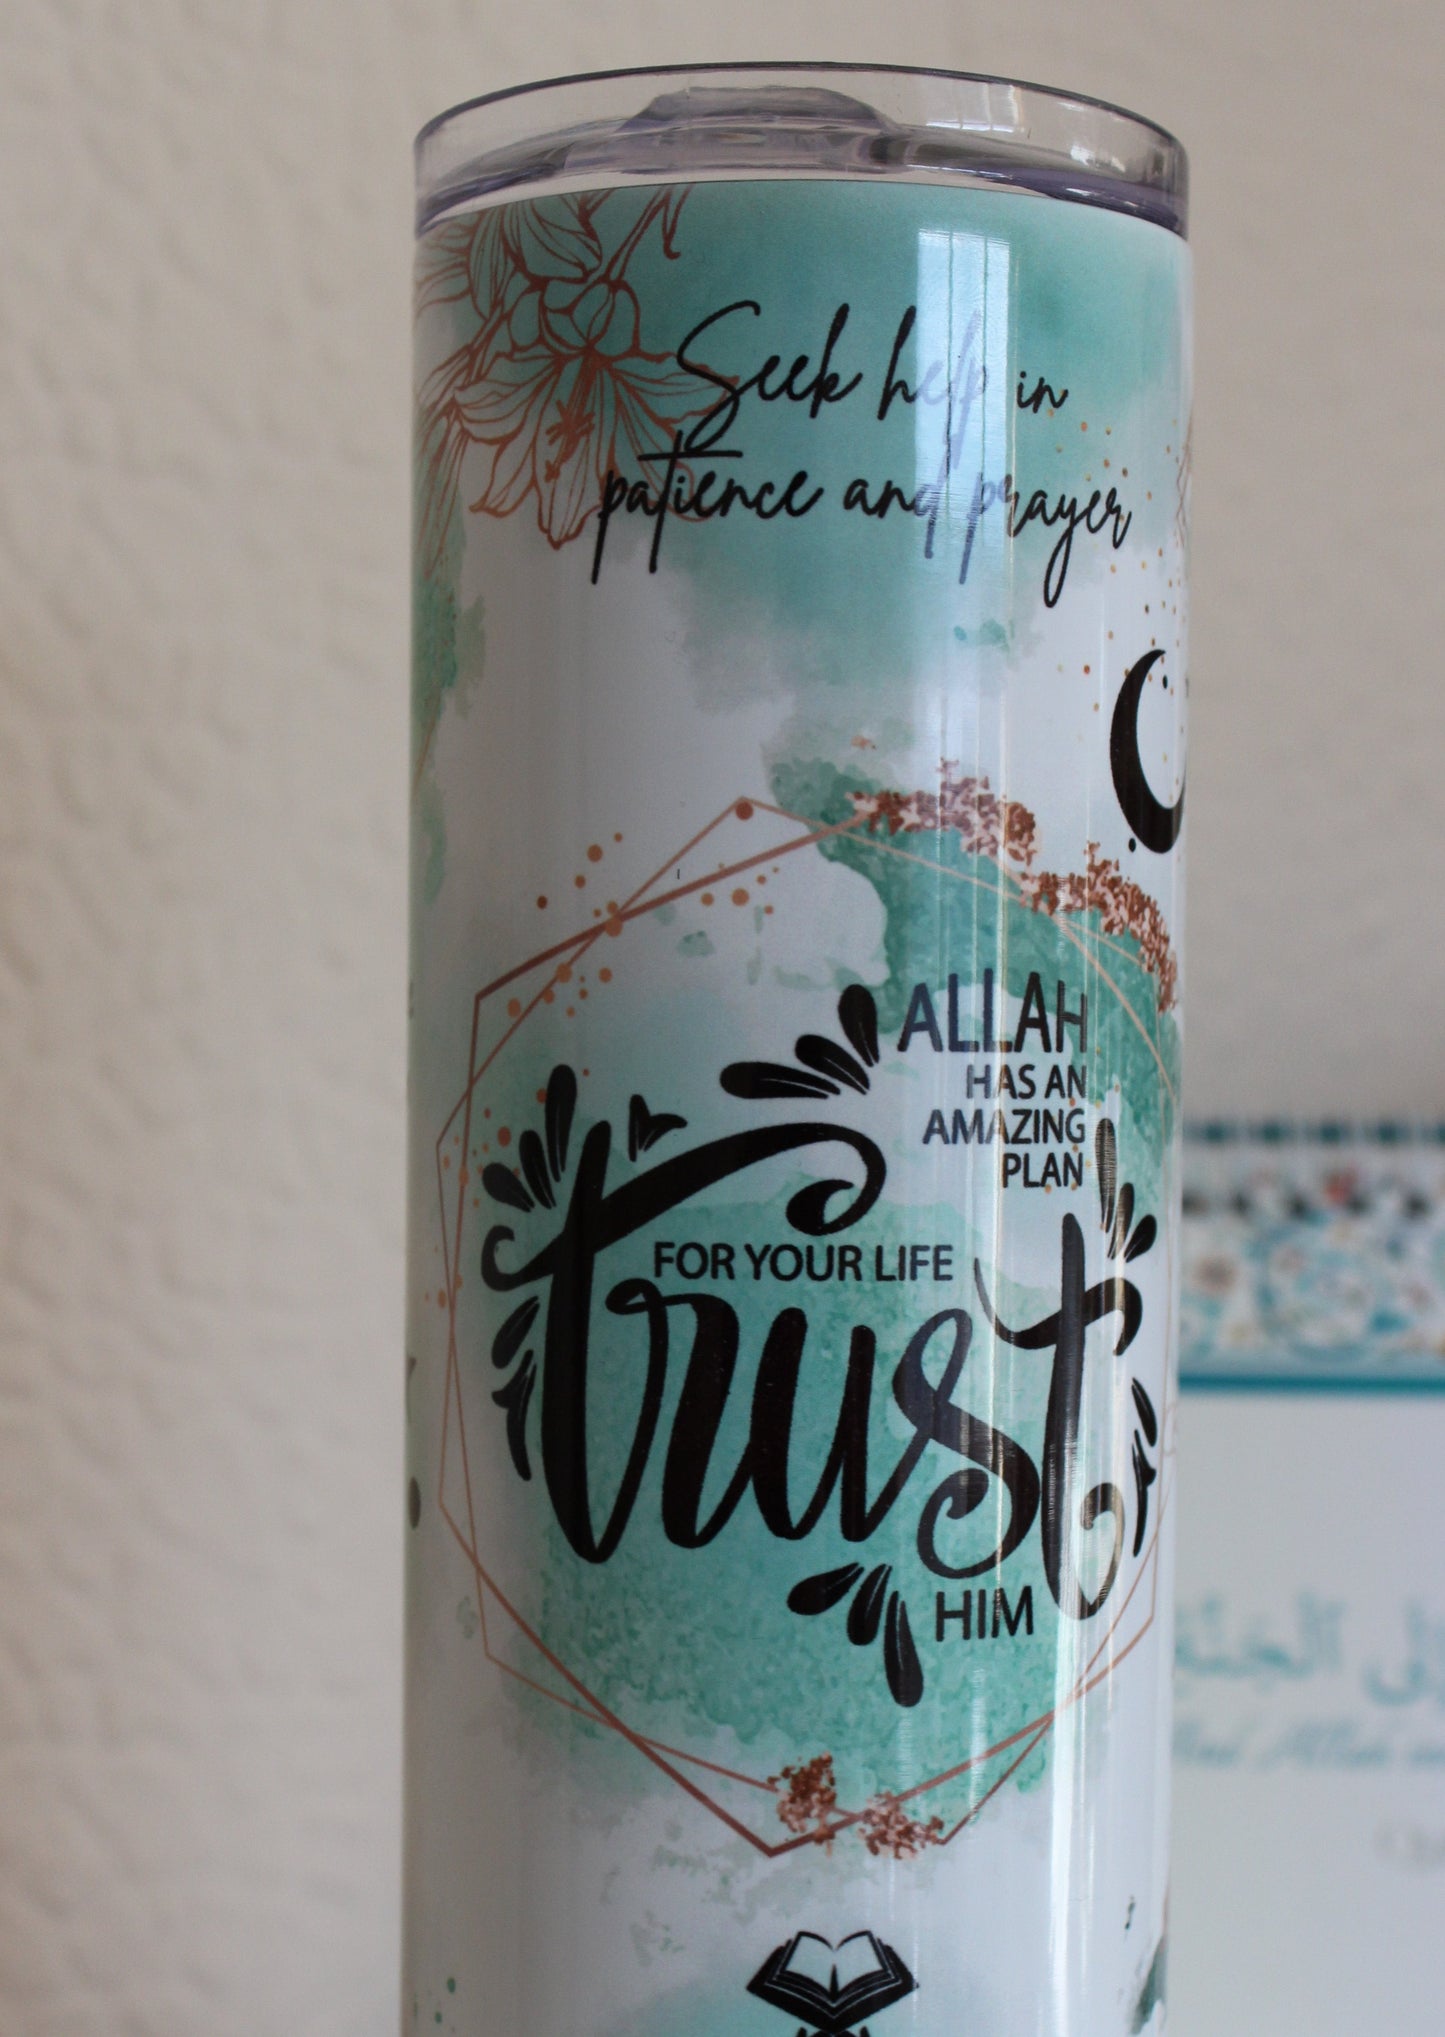 Seek help in
patience and prayer
ALLAH
HAS AN
AMAZING
PLAN
FOR YOUR LIFE
trust
HIM